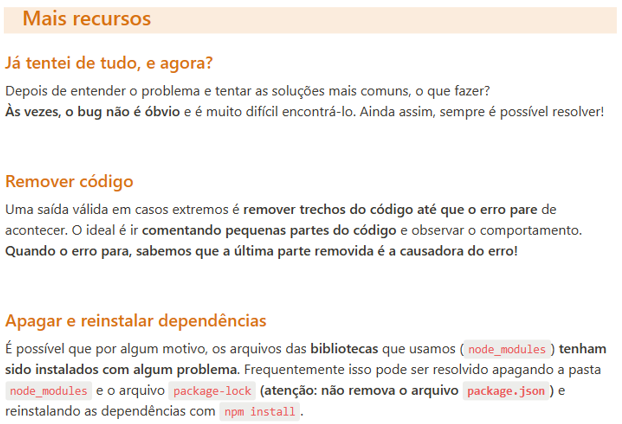 Mais recursos
Já tentei de tudo, e agora?
Depois de entender o problema e tentar as soluções mais comuns, o que fazer?
Às vezes, o bug não é óbvio e é muito difícil encontrá-lo. Ainda assim, sempre é possível resolver!
Remover código
Uma saída válida em casos extremos é remover trechos do código até que o erro pare de
acontecer. O ideal é ir comentando pequenas partes do código e observar o comportamento.
Quando o erro para, sabemos que a última parte removida é a causadora do erro!
Apagar e reinstalar dependências
É possível que por algum motivo, os arquivos das bibliotecas que usamos ( node_modules ) tenham
sido instalados com algum problema. Frequentemente isso pode ser resolvido apagando a pasta
node_modules e o arquivo package-lock (atenção: não remova o arquivo package.json ) e
reinstalando as dependências com npm install .